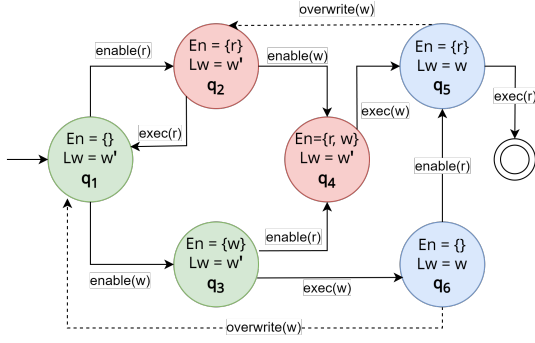 overwrite(w)
enable(r)
En = {r}
Lw = w'
q2
enable(w)
En = {r}
Lw = w
q5
exec(r)
exec(w)
exec(r)
En = {}
Lw = w'
q1
En={r, w}
Lw = w'
q4
enable(r)
enable(w)
En = {w}
Lw = w'
q3
enable(r)
exec(w)
En = {}
Lw = w
q6
overwrite(w)